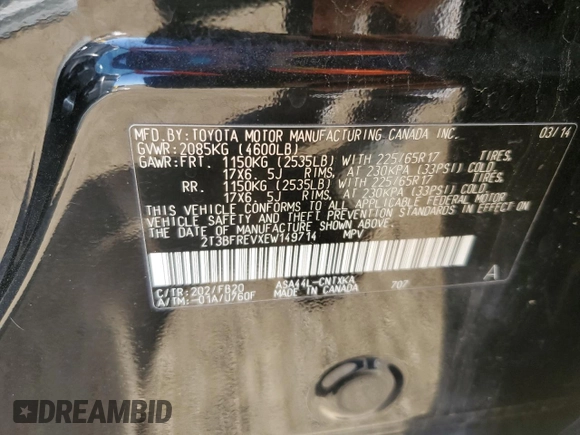 MFD.BY:TOYOTA MOTOR MANUFACTURING CANADA INC. 03/14
GVWR:2085KG (4600LB)
GAWR:FRT. 1150KG (2535LB) WITH 225/65R17 TIRES,
17X6.5J RIMS, AT 230KPA (33PSI) COLD
RR. 1150KG (2535LB) WITH 225/65R17 TIRES,
17X6.5J RIMS, AT 230KPA (33PSI) COLD
THIS VEHICLE CONFORMS TO ALL APPLICABLE FEDERAL MOTOR
VEHICLE SAFETY AND THEFT PREVENTION STANDARDS IN EFFECT ON
THE DATE OF MANUFACTURE SHOWN ABOVE.
2T3BFREVXEW149714 MPV
C/TR:202/FB20 ASA44L-CNTXKA A
A/TM:-01A/U760F MADE IN CANADA 707
DREAMBID